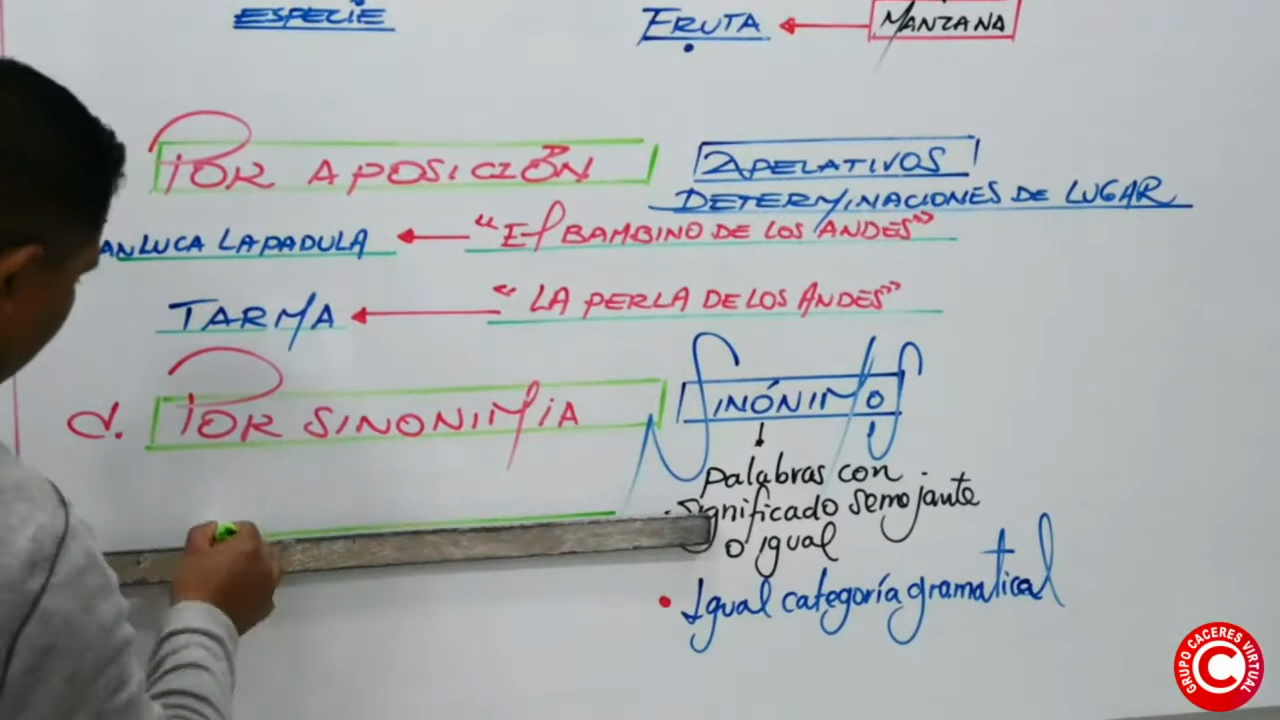 ESPECIE
FRUTA ← MANZANA
POR APOSICIÓN
APELATIVOS
DETERMINACIONES DE LUGAR
ANLUCA LAPADULA ← "El BAMBINO DE LOS ANDES"
TARMA ← "LA PERLA DE LOS ANDES"
d. POR SINONIMIA
SINÓNIMOS
palabras con
significado semejante
o igual
• Igual categoría gramatical
GRUPO CACERES VIRTUAL
C